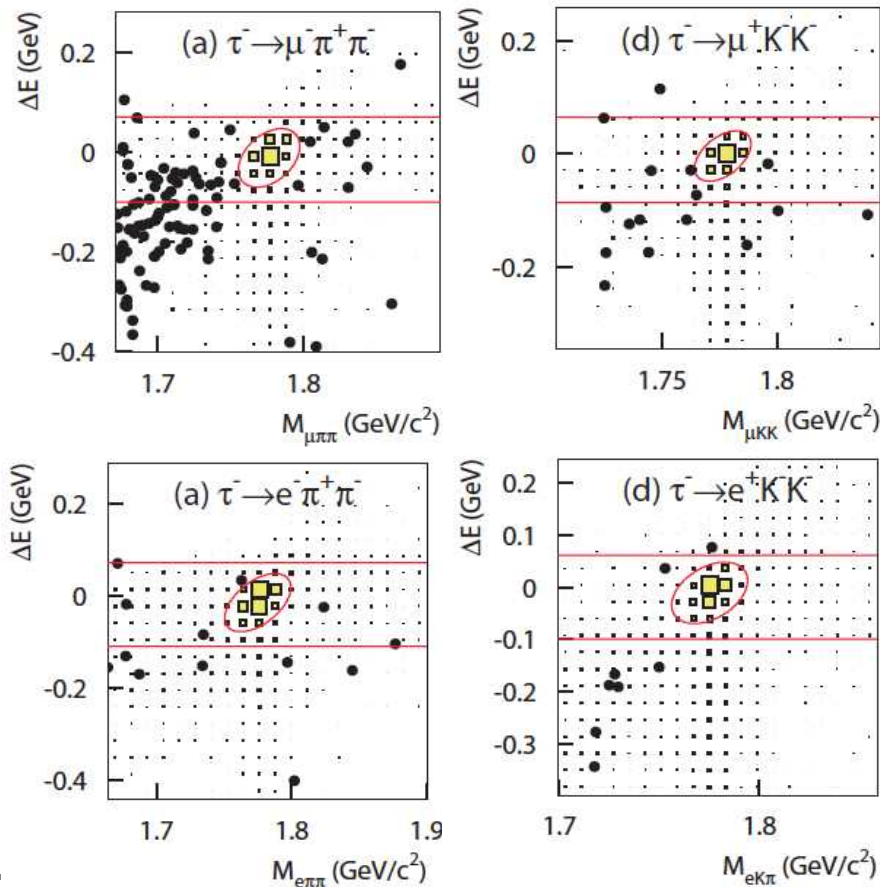 (a) τ⁻→μ⁻π⁺π⁻
ΔE (GeV)
0.2
0
-0.2
-0.4
1.7
1.8
M_μππ (GeV/c²)
(d) τ⁻→μ⁺K⁻K⁻
ΔE (GeV)
0.2
0
-0.2
1.75
1.8
M_μKK (GeV/c²)
(a) τ⁻→e⁻π⁺π⁻
ΔE (GeV)
0.2
0
-0.2
-0.4
1.7
1.8
1.9
M_eππ (GeV/c²)
(d) τ⁻→e⁺K⁻K⁻
ΔE (GeV)
0.2
0.1
0
-0.1
-0.2
-0.3
1.7
1.8
M_eKπ (GeV/c²)